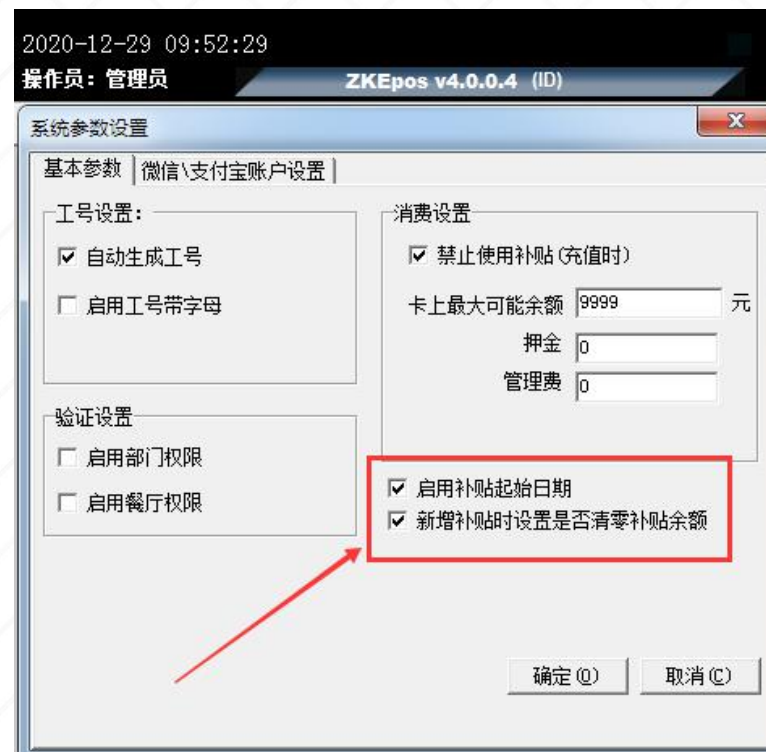 2020-12-29 09:52:29
操作员：管理员
ZKEpos v4.0.0.4 (ID)
系统参数设置
基本参数
微信\支付宝账户设置
工号设置：
自动生成工号
启用工号带字母
验证设置
启用部门权限
启用餐厅权限
消费设置
禁止使用补贴(充值时)
卡上最大可能余额 9999 元
押金 0
管理费 0
启用补贴起始日期
新增补贴时设置是否清零补贴余额
确定(O)
取消(C)